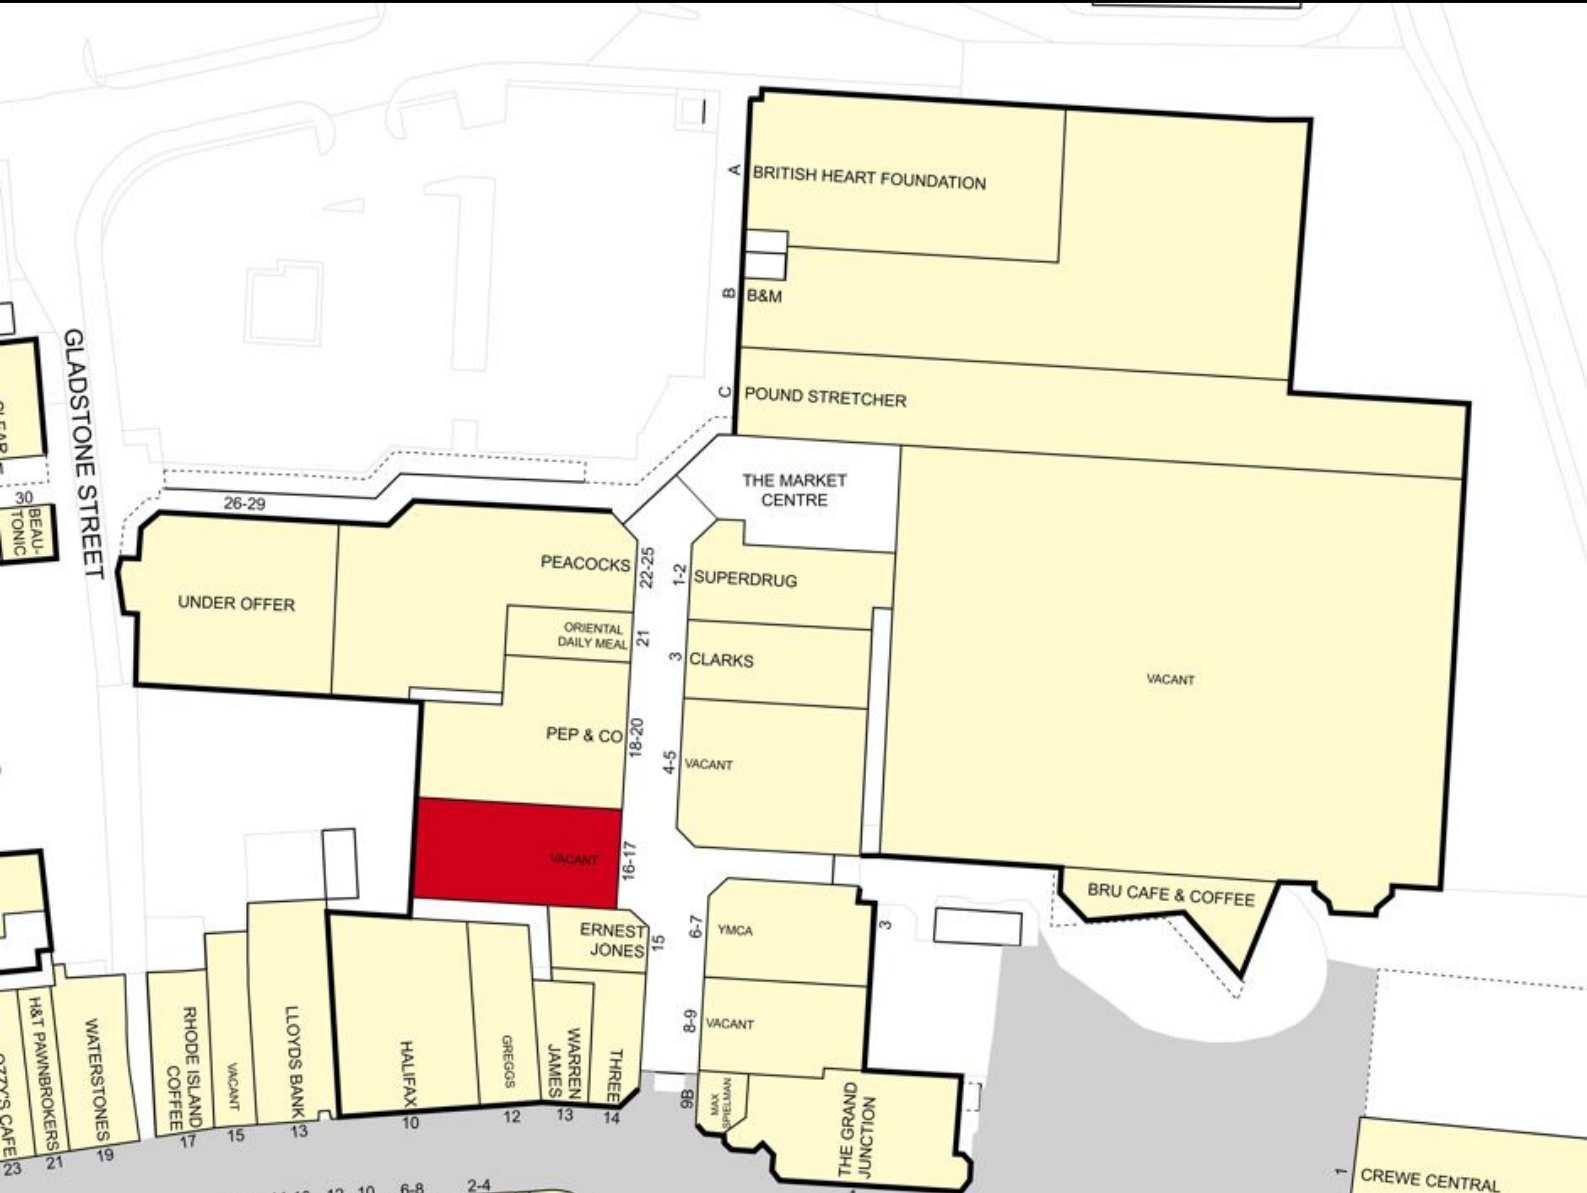 A
BRITISH HEART FOUNDATION
B
B&M
C
POUND STRETCHER
GLADSTONE STREET
30
BEAU-
TONIC
26-29
THE MARKET
CENTRE
PEACOCKS
22-25
1-2
SUPERDRUG
UNDER OFFER
ORIENTAL
DAILY MEAL
21
3
CLARKS
VACANT
PEP & CO
18-20
4-5
VACANT
VACANT
16-17
BRU CAFE & COFFEE
ERNEST
JONES
15
6-7
YMCA
3
8-9
VACANT
H&T PAWNBROKERS
21
WATERSTONES
19
RHODE ISLAND
COFFEE
17
VACANT
15
LLOYDS BANK
13
HALIFAX
10
GREGGS
12
WARREN
JAMES
13
THREE
14
9B
MAX
SPIELMAN
THE GRAND
JUNCTION
23
10
6-8
2-4
1
CREWE CENTRAL